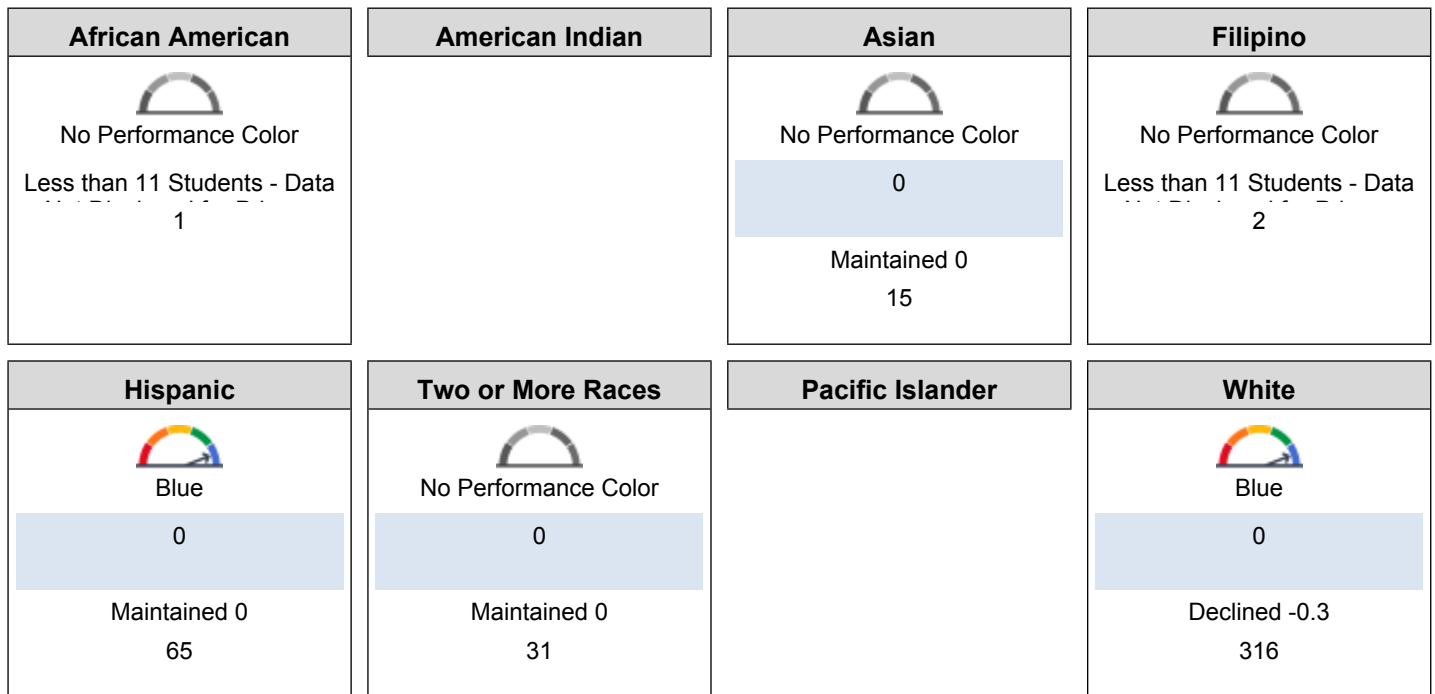 African American
No Performance Color
Less than 11 Students - Data
1
American Indian
Asian
No Performance Color
0
Maintained 0
15
Filipino
No Performance Color
Less than 11 Students - Data
2
Hispanic
Blue
0
Maintained 0
65
Two or More Races
No Performance Color
0
Maintained 0
31
Pacific Islander
White
Blue
0
Declined -0.3
316